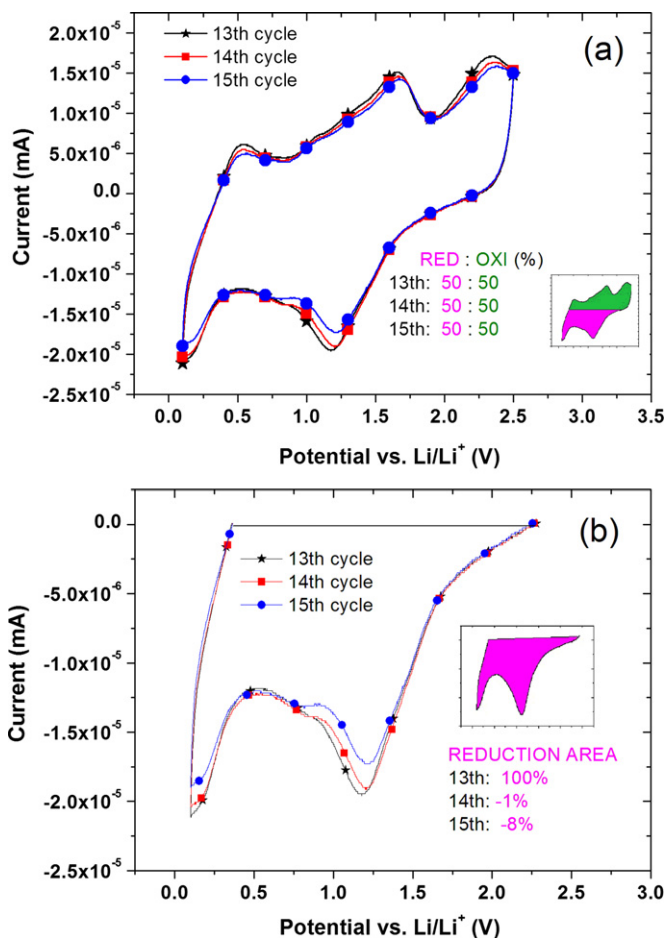 (a)
13th cycle
14th cycle
15th cycle
2.0x10⁻⁵
1.5x10⁻⁵
1.0x10⁻⁵
5.0x10⁻⁶
0.0
-5.0x10⁻⁶
-1.0x10⁻⁵
-1.5x10⁻⁵
-2.0x10⁻⁵
-2.5x10⁻⁵
Current (mA)
RED : OXI (%)
13th: 50 : 50
14th: 50 : 50
15th: 50 : 50
0.0 0.5 1.0 1.5 2.0 2.5 3.0 3.5
Potential vs. Li/Li⁺ (V)
(b)
13th cycle
14th cycle
15th cycle
0.0
-5.0x10⁻⁶
-1.0x10⁻⁵
-1.5x10⁻⁵
-2.0x10⁻⁵
-2.5x10⁻⁵
Current (mA)
REDUCTION AREA
13th: 100%
14th: -1%
15th: -8%
0.0 0.5 1.0 1.5 2.0 2.5 3.0
Potential vs. Li/Li⁺ (V)